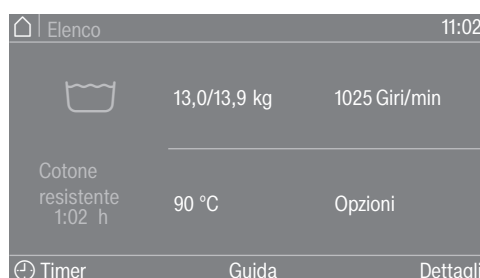 Elenco 11:02
13,0/13,9 kg 1025 Giri/min
Cotone
resistente
1:02 h
90 °C Opzioni
Timer Guida Dettagli